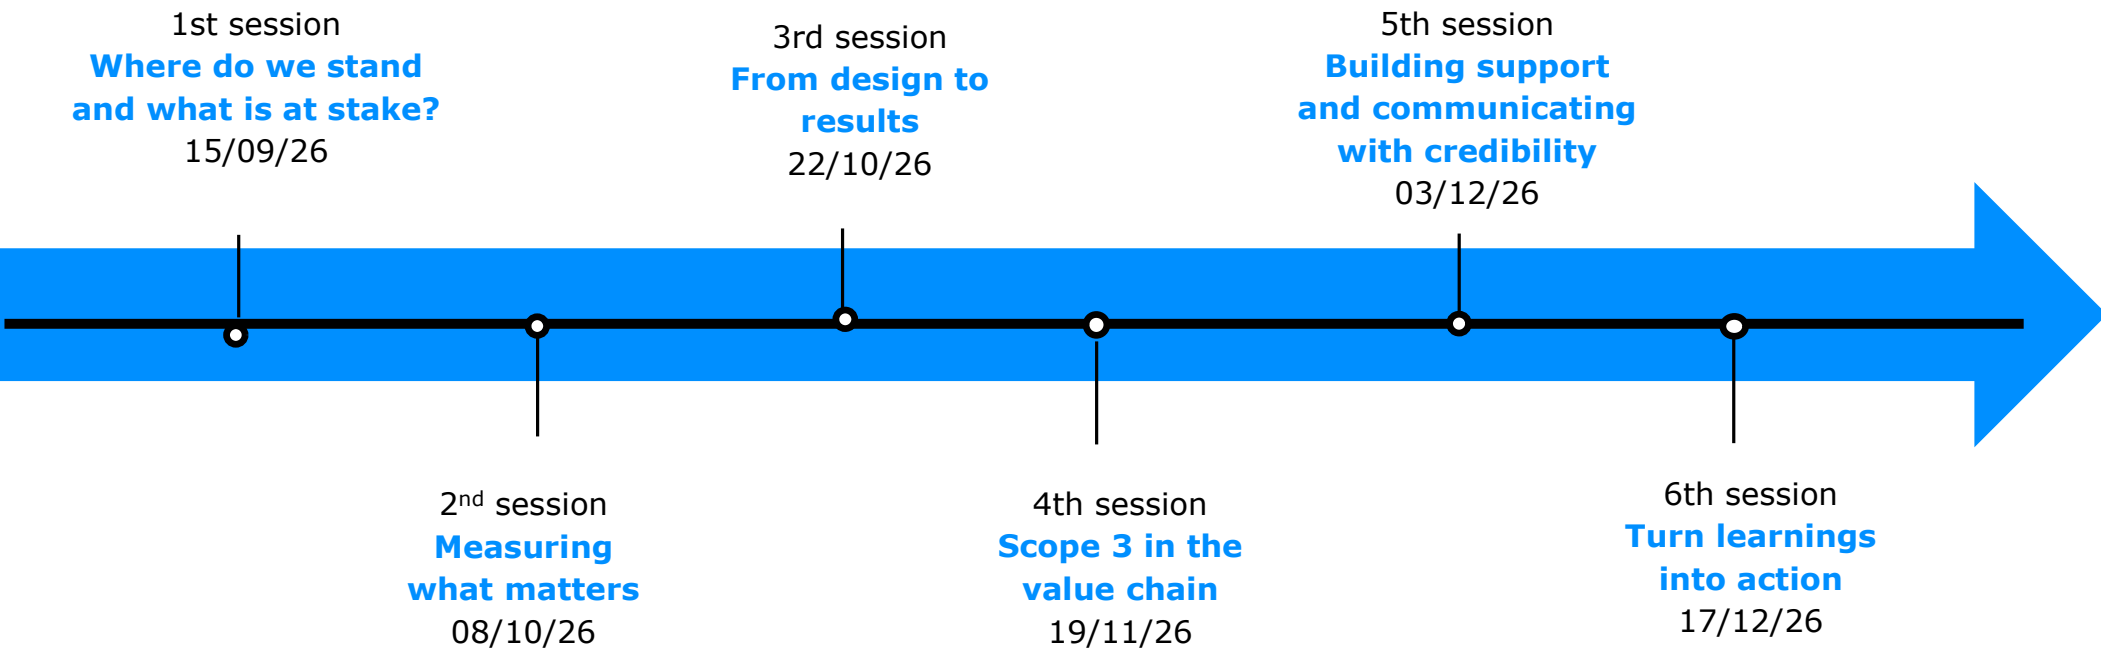 1st session
Where do we stand
and what is at stake?
15/09/26
2nd session
Measuring
what matters
08/10/26
3rd session
From design to
results
22/10/26
4th session
Scope 3 in the
value chain
19/11/26
5th session
Building support
and communicating
with credibility
03/12/26
6th session
Turn learnings
into action
17/12/26